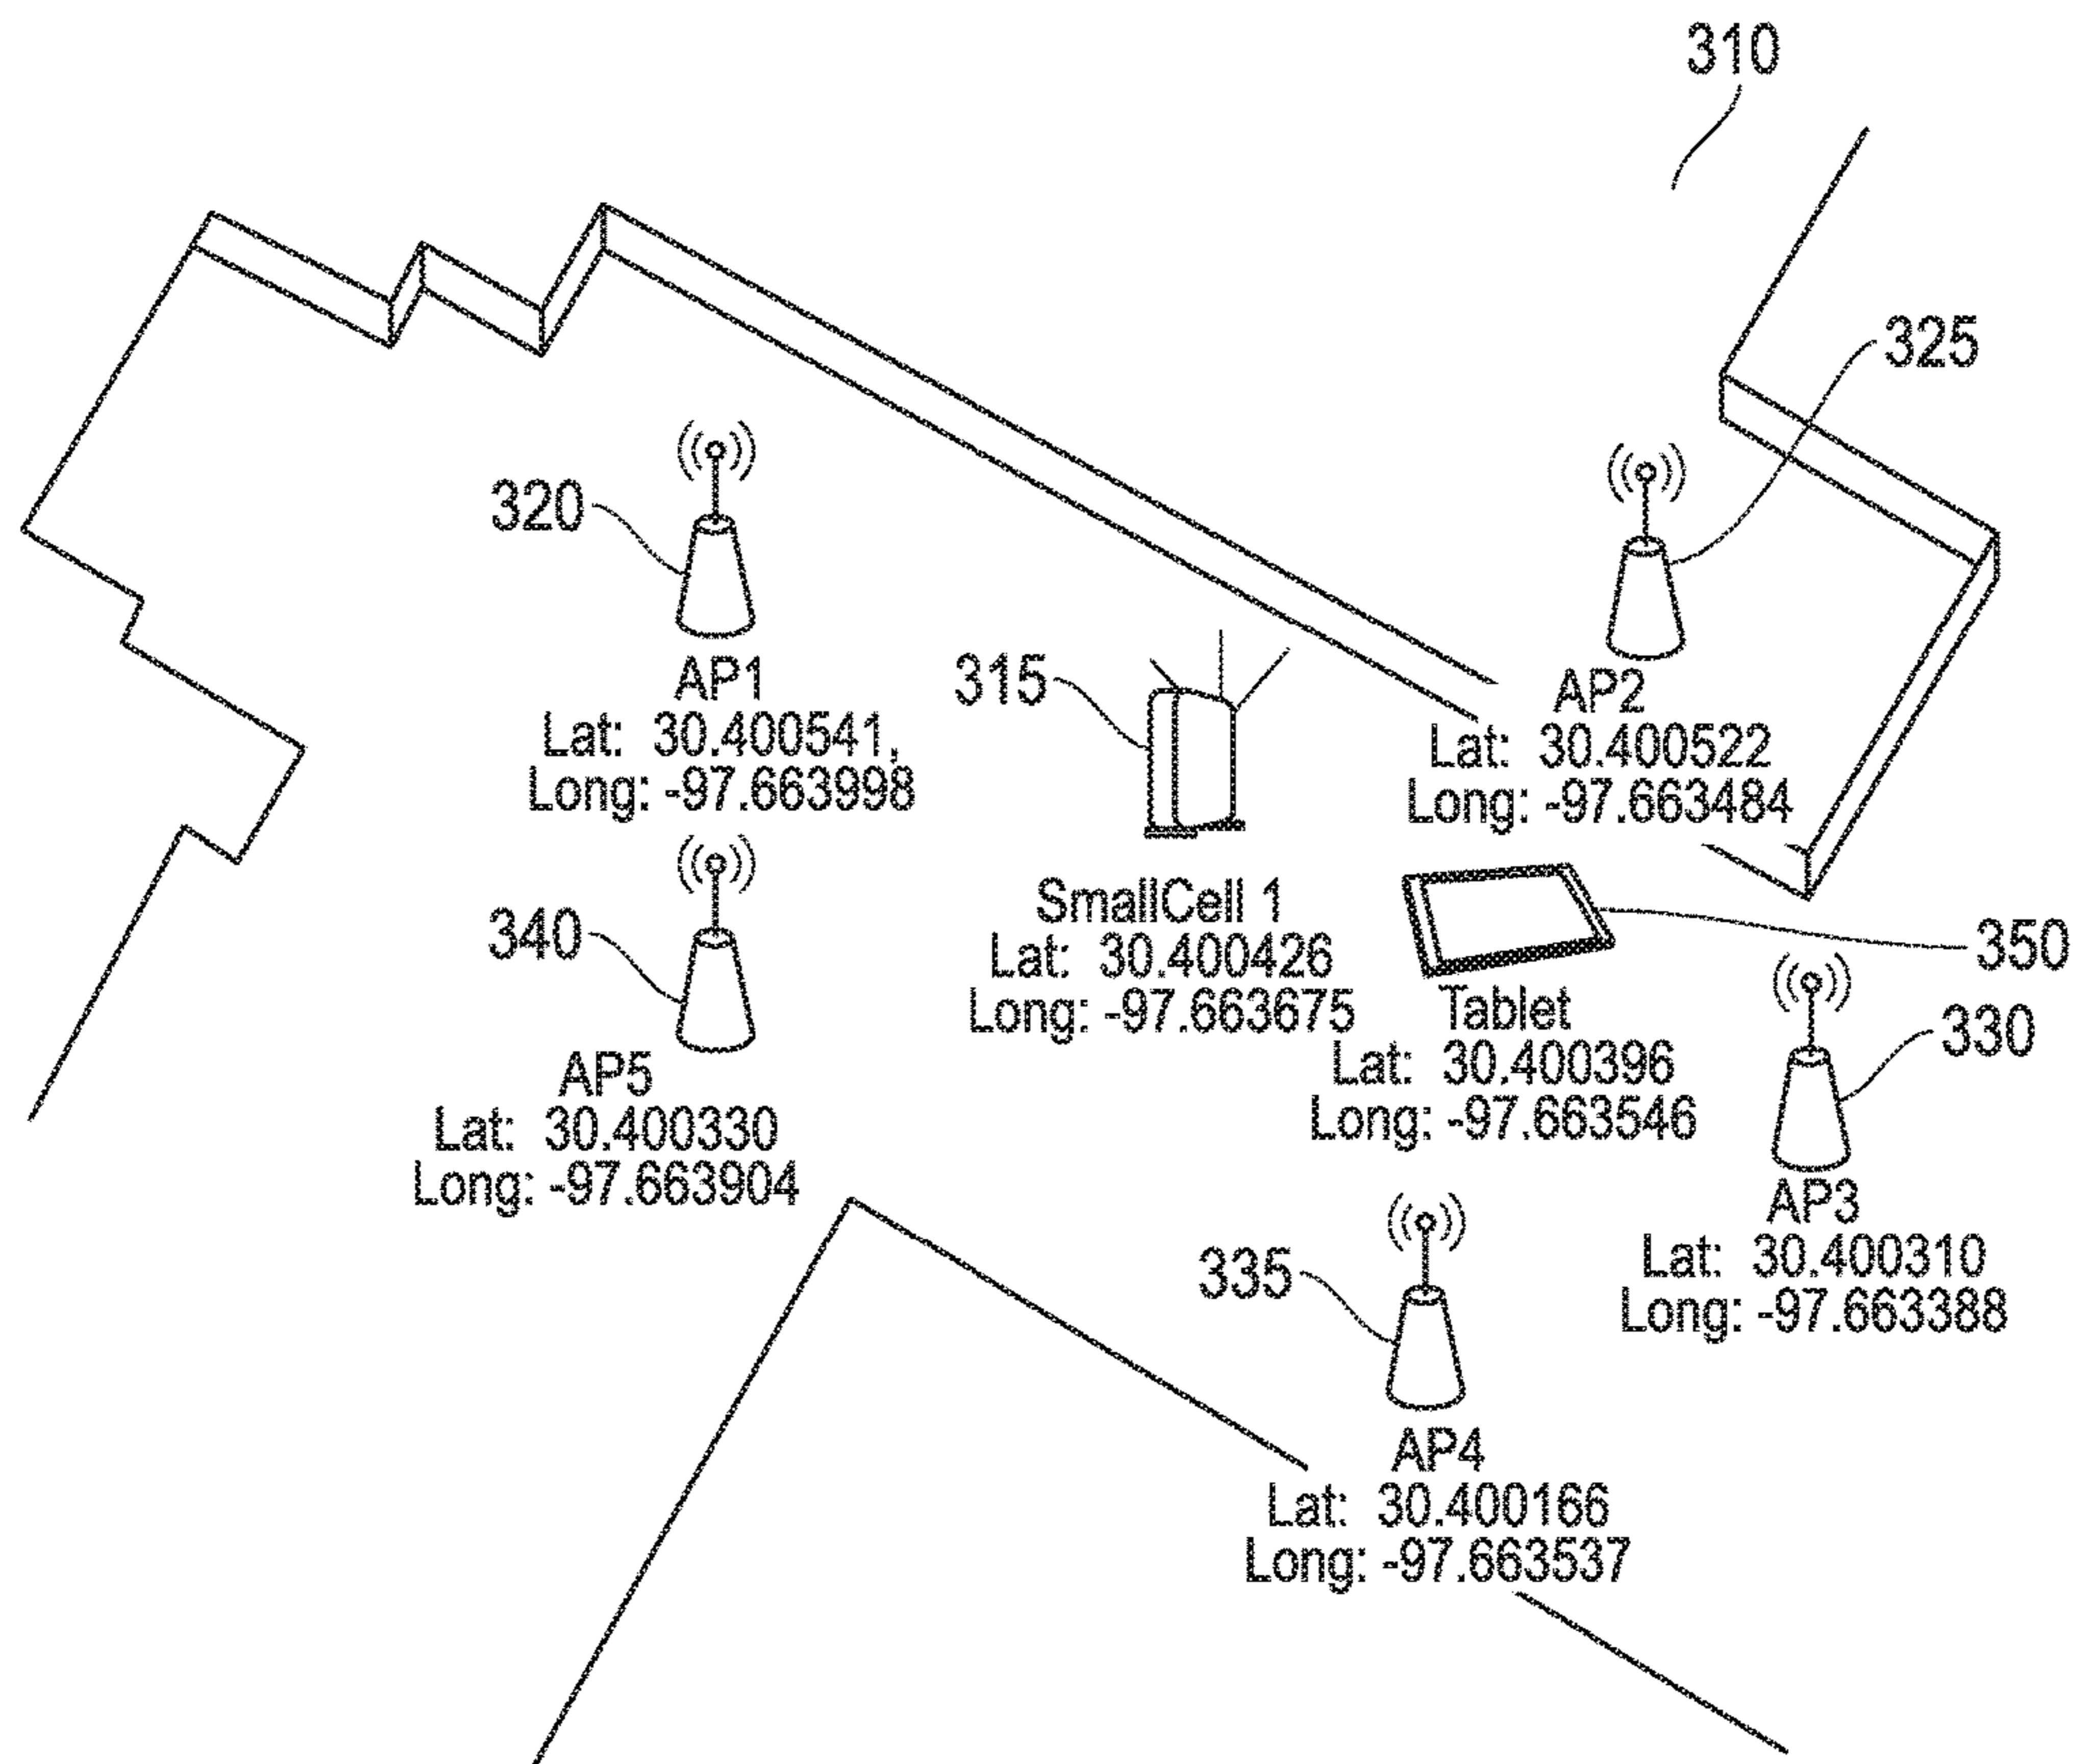 310
325
320
AP1
Lat: 30.400541,
Long: -97.663998
315
AP2
Lat: 30.400522
Long: -97.663484
340
SmallCell 1
Lat: 30.400426
Long: -97.663675
350
Tablet
Lat: 30.400396
Long: -97.663546
330
AP5
Lat: 30.400330
Long: -97.663904
AP3
Lat: 30.400310
Long: -97.663388
335
AP4
Lat: 30.400166
Long: -97.663537